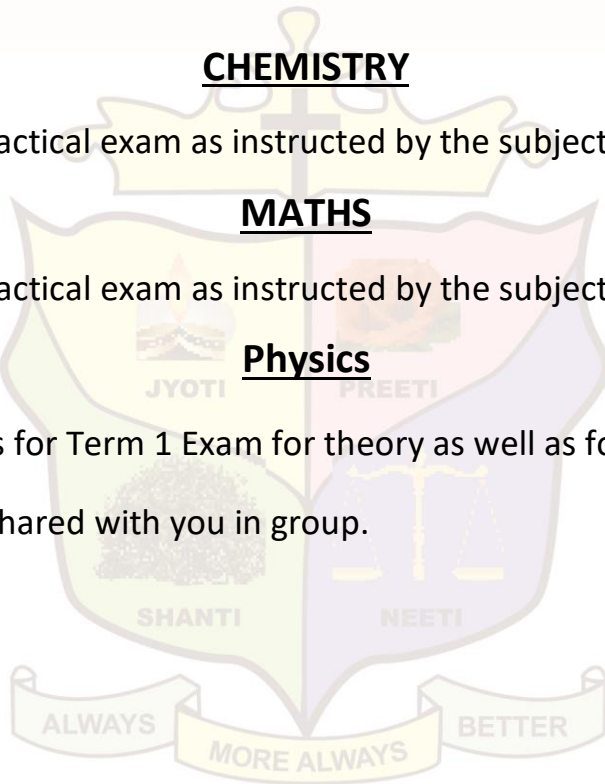 CHEMISTRY
actical exam as instructed by the subject
MATHS
actical exam as instructed by the subject
Physics
JYOTI PREETI
s for Term 1 Exam for theory as well as fo
hared with you in group.
SHANTI NEETI
ALWAYS BETTER
MORE ALWAYS